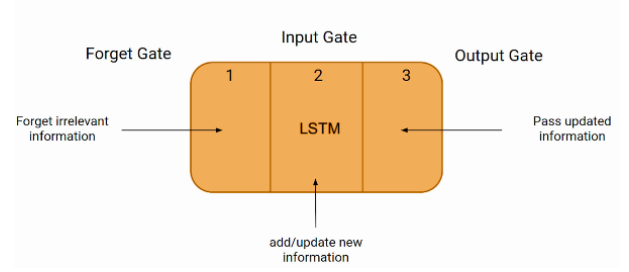 Input Gate
Forget Gate
Output Gate
1
2
3
Forget irrelevant
information
LSTM
Pass updated
information
add/update new
information